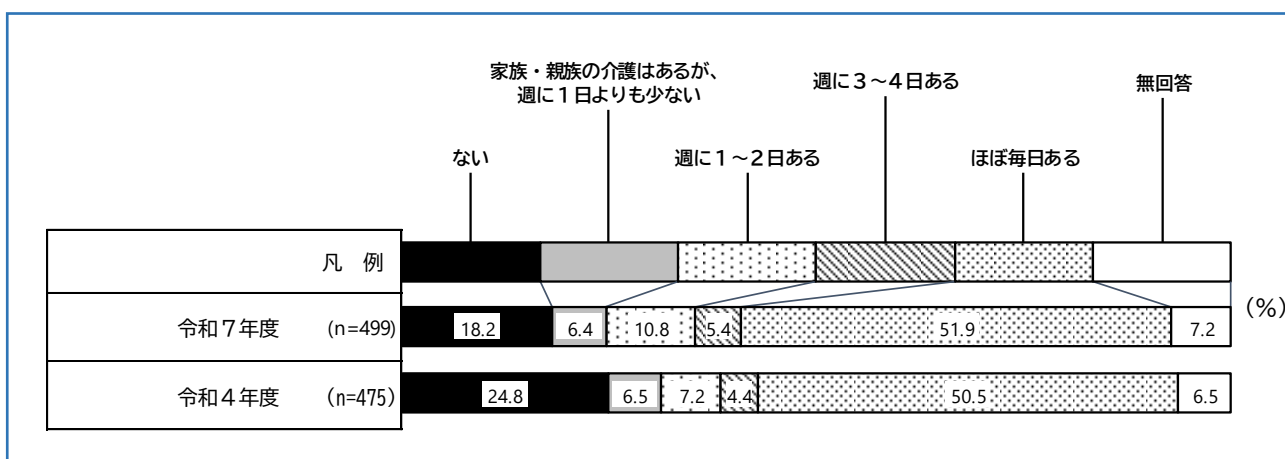 家族・親族の介護はあるが、
週に１日よりも少ない
週に３～４日ある
無回答
ない
週に１～２日ある
ほぼ毎日ある
凡 例
令和７年度 (n=499)
18.2 6.4 10.8 5.4 51.9 7.2
(%)
令和４年度 (n=475)
24.8 6.5 7.2 4.4 50.5 6.5